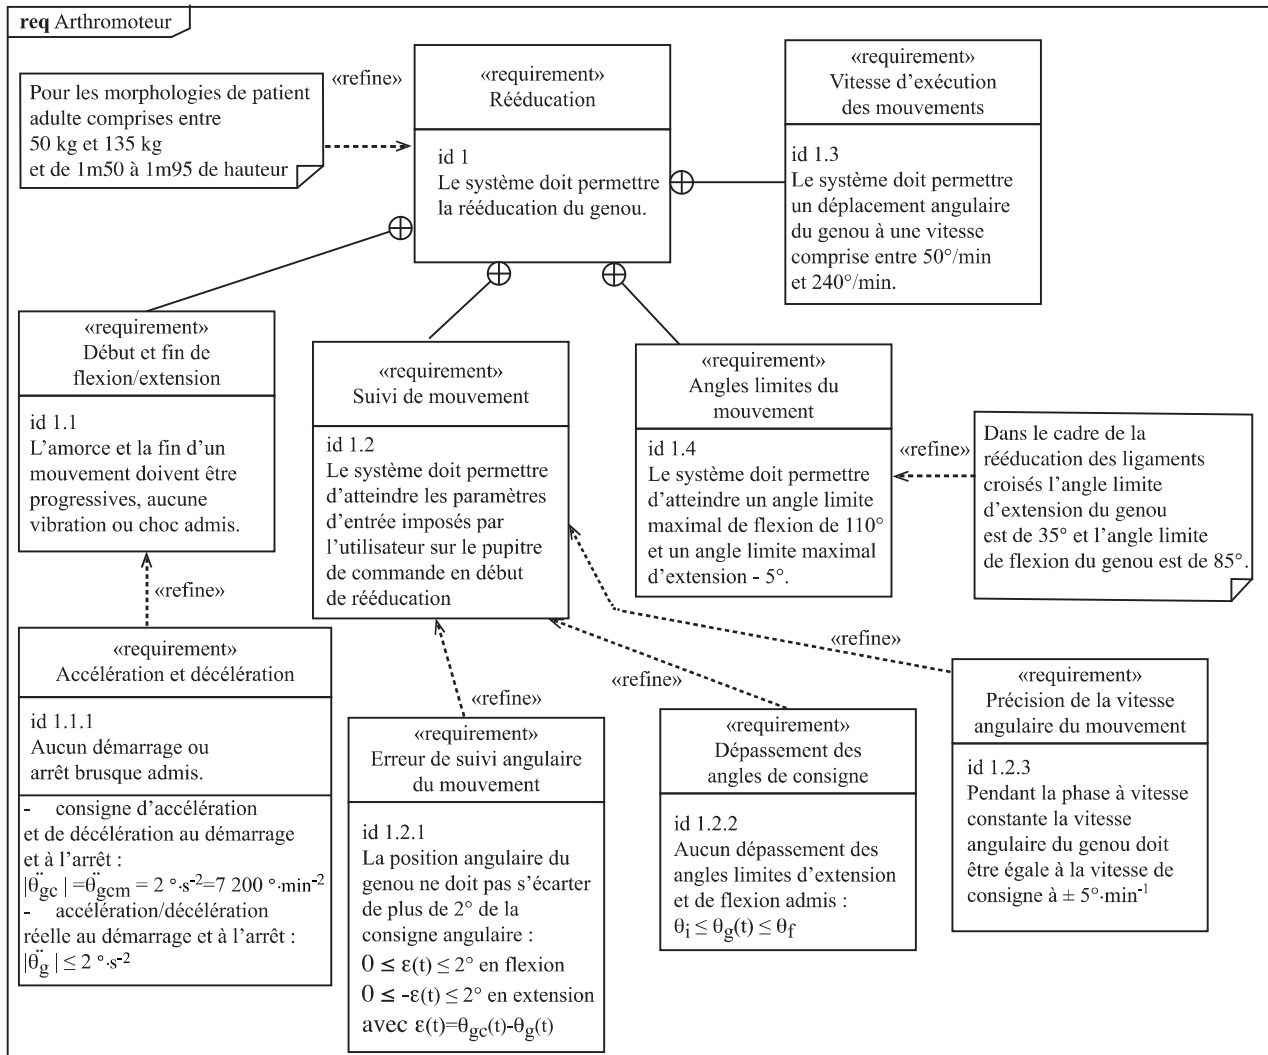 req Arthromoteur
Pour les morphologies de patient
adulte comprises entre
50 kg et 135 kg
et de 1m50 à 1m95 de hauteur
«refine»
«requirement»
Rééducation
id 1
Le système doit permettre
la rééducation du genou.
«requirement»
Vitesse d'exécution
des mouvements
id 1.3
Le système doit permettre
un déplacement angulaire
du genou à une vitesse
comprise entre 50°/min
et 240°/min.
«requirement»
Début et fin de
flexion/extension
id 1.1
L'amorce et la fin d'un
mouvement doivent être
progressives, aucune
vibration ou choc admis.
«requirement»
Suivi de mouvement
id 1.2
Le système doit permettre
d'atteindre les paramètres
d'entrée imposés par
l'utilisateur sur le pupitre
de commande en début
de rééducation
«requirement»
Angles limites du
mouvement
id 1.4
Le système doit permettre
d'atteindre un angle limite
maximal de flexion de 110°
et un angle limite maximal
d'extension - 5°.
«refine»
Dans le cadre de la
rééducation des ligaments
croisés l'angle limite
d'extension du genou
est de 35° et l'angle limite
de flexion du genou est de 85°.
«refine»
«refine»
«refine»
«refine»
«requirement»
Accélération et décélération
id 1.1.1
Aucun démarrage ou
arrêt brusque admis.
- consigne d'accélération
et de décélération au démarrage
et à l'arrêt :
|θ̈gc| =θ̈gcm = 2 °·s-2=7 200 °·min-2
- accélération/décélération
réelle au démarrage et à l'arrêt :
|θ̈g| ≤ 2 °·s-2
«requirement»
Erreur de suivi angulaire
du mouvement
id 1.2.1
La position angulaire du
genou ne doit pas s'écarter
de plus de 2° de la
consigne angulaire :
0 ≤ ε(t) ≤ 2° en flexion
0 ≤ -ε(t) ≤ 2° en extension
avec ε(t)=θgc(t)-θg(t)
«requirement»
Dépassement des
angles de consigne
id 1.2.2
Aucun dépassement des
angles limites d'extension
et de flexion admis :
θi ≤ θg(t) ≤ θf
«requirement»
Précision de la vitesse
angulaire du mouvement
id 1.2.3
Pendant la phase à vitesse
constante la vitesse
angulaire du genou doit
être égale à la vitesse de
consigne à ± 5°·min-1